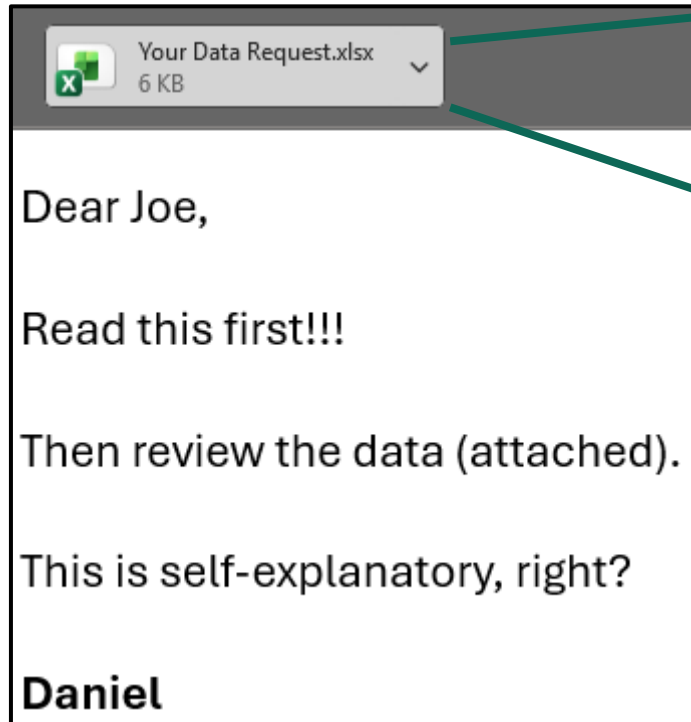 Your Data Request.xlsx
6 KB
Dear Joe,
Read this first!!!
Then review the data (attached).
This is self-explanatory, right?
Daniel